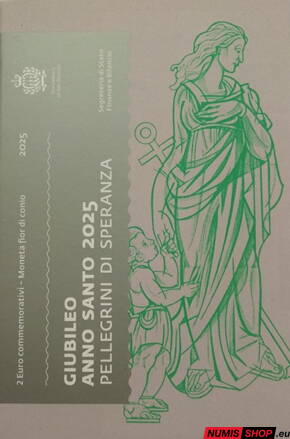 Segreteria di Stato
Finanze e Bilancio
2 Euro commemorativi - Moneta fior di conio
2025
GIUBILEO
ANNO SANTO 2025
PELLEGRINI DI SPERANZA
NUMIS SHOP.eu